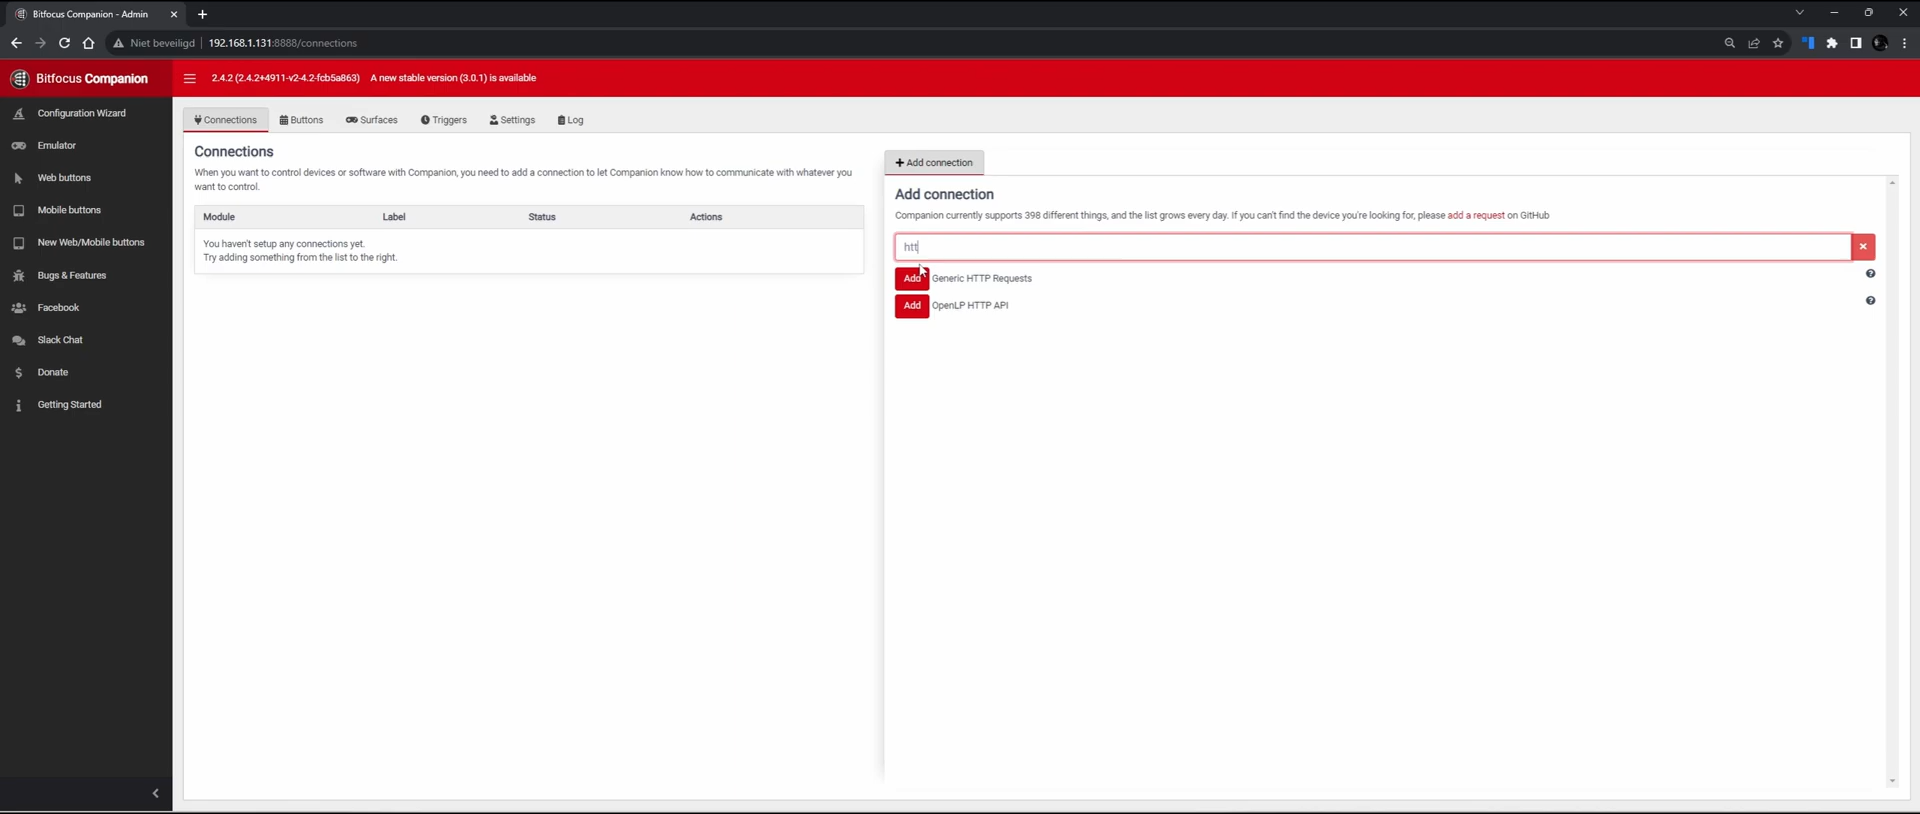 Bitfocus Companion - Admin
Niet beveiligd 192.168.1.131:8888/connections
Bitfocus Companion
2.4.2 (2.4.2+4911-v2-4.2-fcb5a863) A new stable version (3.0.1) is available
Configuration Wizard
Emulator
Web buttons
Mobile buttons
New Web/Mobile buttons
Bugs & Features
Facebook
Slack Chat
Donate
Getting Started
Connections Buttons Surfaces Triggers Settings Log
Connections
When you want to control devices or software with Companion, you need to add a connection to let Companion know how to communicate with whatever you
want to control.
Module Label Status Actions
You haven't setup any connections yet.
Try adding something from the list to the right.
Add connection
Add connection
Companion currently supports 398 different things, and the list grows every day. If you can't find the device you're looking for, please add a request on GitHub
htt
Add Generic HTTP Requests
Add OpenLP HTTP API